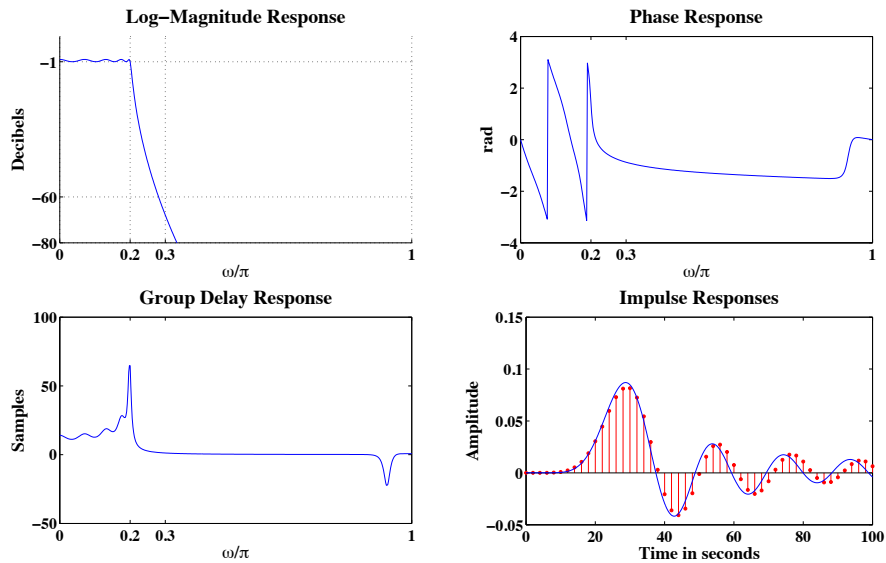 Log−Magnitude Response
Decibels
−1
−60
−80
0
0.2
0.3
1
ω/π
Phase Response
rad
4
2
0
−2
−4
0
0.2
0.3
1
ω/π
Group Delay Response
Samples
100
50
0
−50
0
0.2
0.3
1
ω/π
Impulse Responses
Amplitude
0.15
0.1
0.05
0
−0.05
0
20
40
60
80
100
Time in seconds